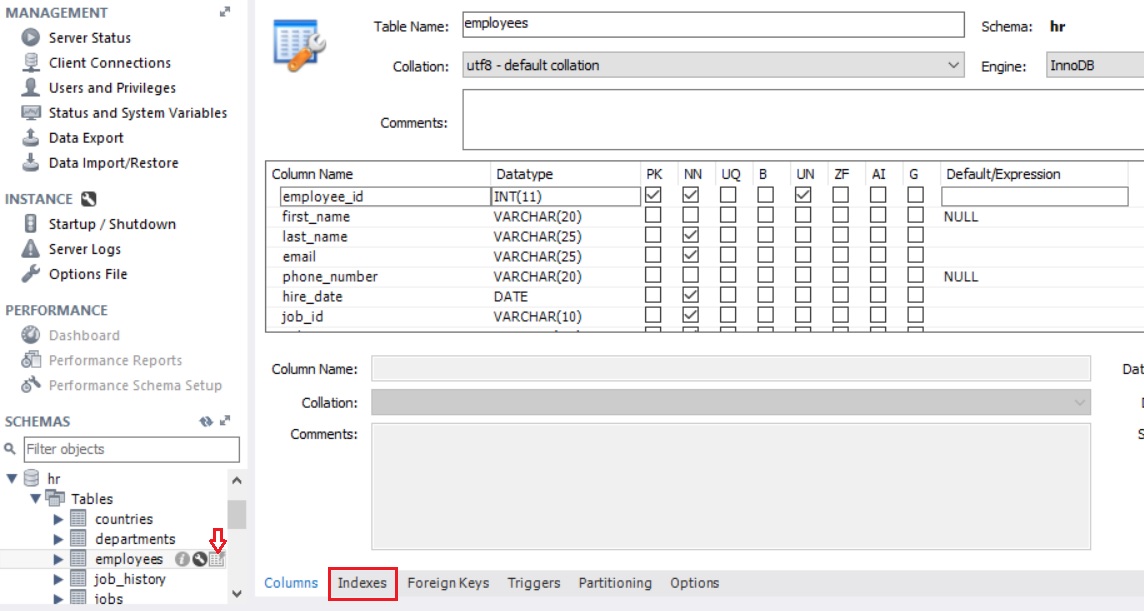 MANAGEMENT
Server Status
Client Connections
Users and Privileges
Status and System Variables
Data Export
Data Import/Restore
INSTANCE
Startup / Shutdown
Server Logs
Options File
PERFORMANCE
Dashboard
Performance Reports
Performance Schema Setup
SCHEMAS
Filter objects
hr
Tables
countries
departments
employees
job_history
jobs
Table Name: employees Schema: hr
Collation: utf8 - default collation Engine: InnoDB
Comments:
Column Name Datatype PK NN UQ B UN ZF AI G Default/Expression
employee_id INT(11)
first_name VARCHAR(20) NULL
last_name VARCHAR(25)
email VARCHAR(25)
phone_number VARCHAR(20) NULL
hire_date DATE
job_id VARCHAR(10)
Column Name: Dat
Collation:
Comments:
Columns Indexes Foreign Keys Triggers Partitioning Options